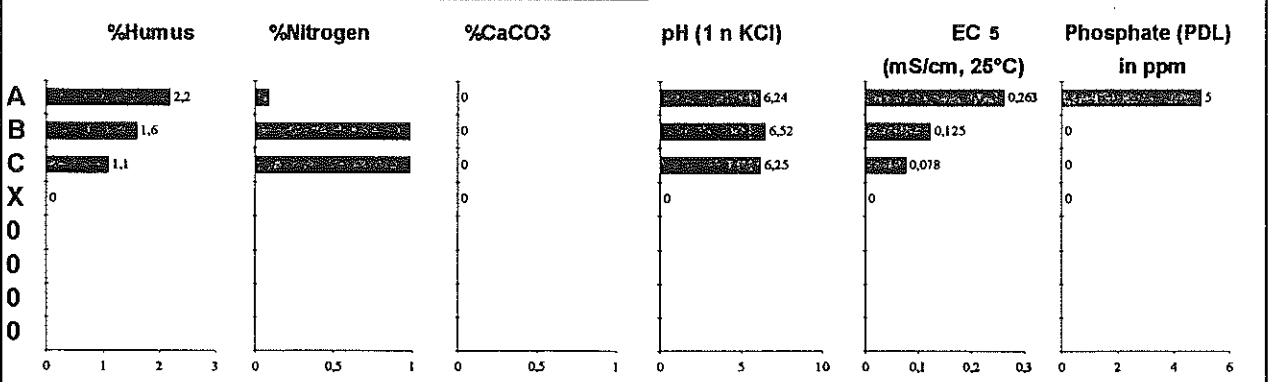 %Humus %Nitrogen %CaCO3 pH (1 n KCl) EC 5 Phosphate (PDL)
(mS/cm, 25°C) in ppm
A 2,2 0 6,24 0,263 5
B 1,6 0 6,52 0,125 0
C 1,1 0 6,25 0,078 0
X 0 0 0 0 0
0
0
0
0
0 1 2 3 0 0,5 1 0 0,5 1 0 5 10 0 0,1 0,2 0,3 0 2 4 6